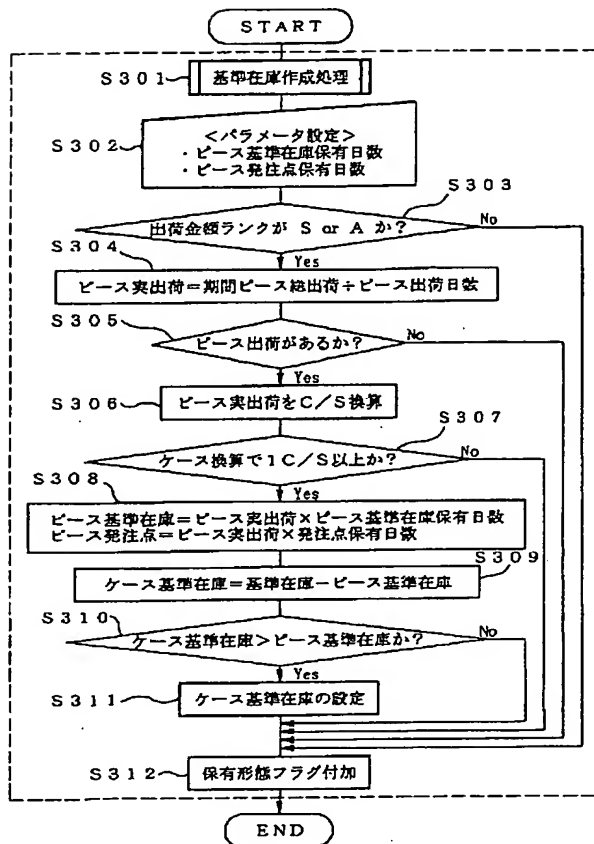 START
S301
基準在庫作成処理
S302
<パラメータ設定>
・ピース基準在庫保有日数
・ピース発注点保有日数
S303
出荷金額ランクが S or A か?
No
S304
Yes
ピース実出荷=期間ピース総出荷÷ピース出荷日数
S305
ピース出荷があるか?
No
Yes
S306
ピース実出荷をC/S換算
S307
ケース換算で1C/S以上か?
No
S308
Yes
ピース基準在庫=ピース実出荷×ピース基準在庫保有日数
ピース発注点=ピース実出荷×発注点保有日数
S309
ケース基準在庫=基準在庫-ピース基準在庫
S310
ケース基準在庫>ピース基準在庫か?
No
Yes
S311
ケース基準在庫の設定
S312
保有形態フラグ付加
END